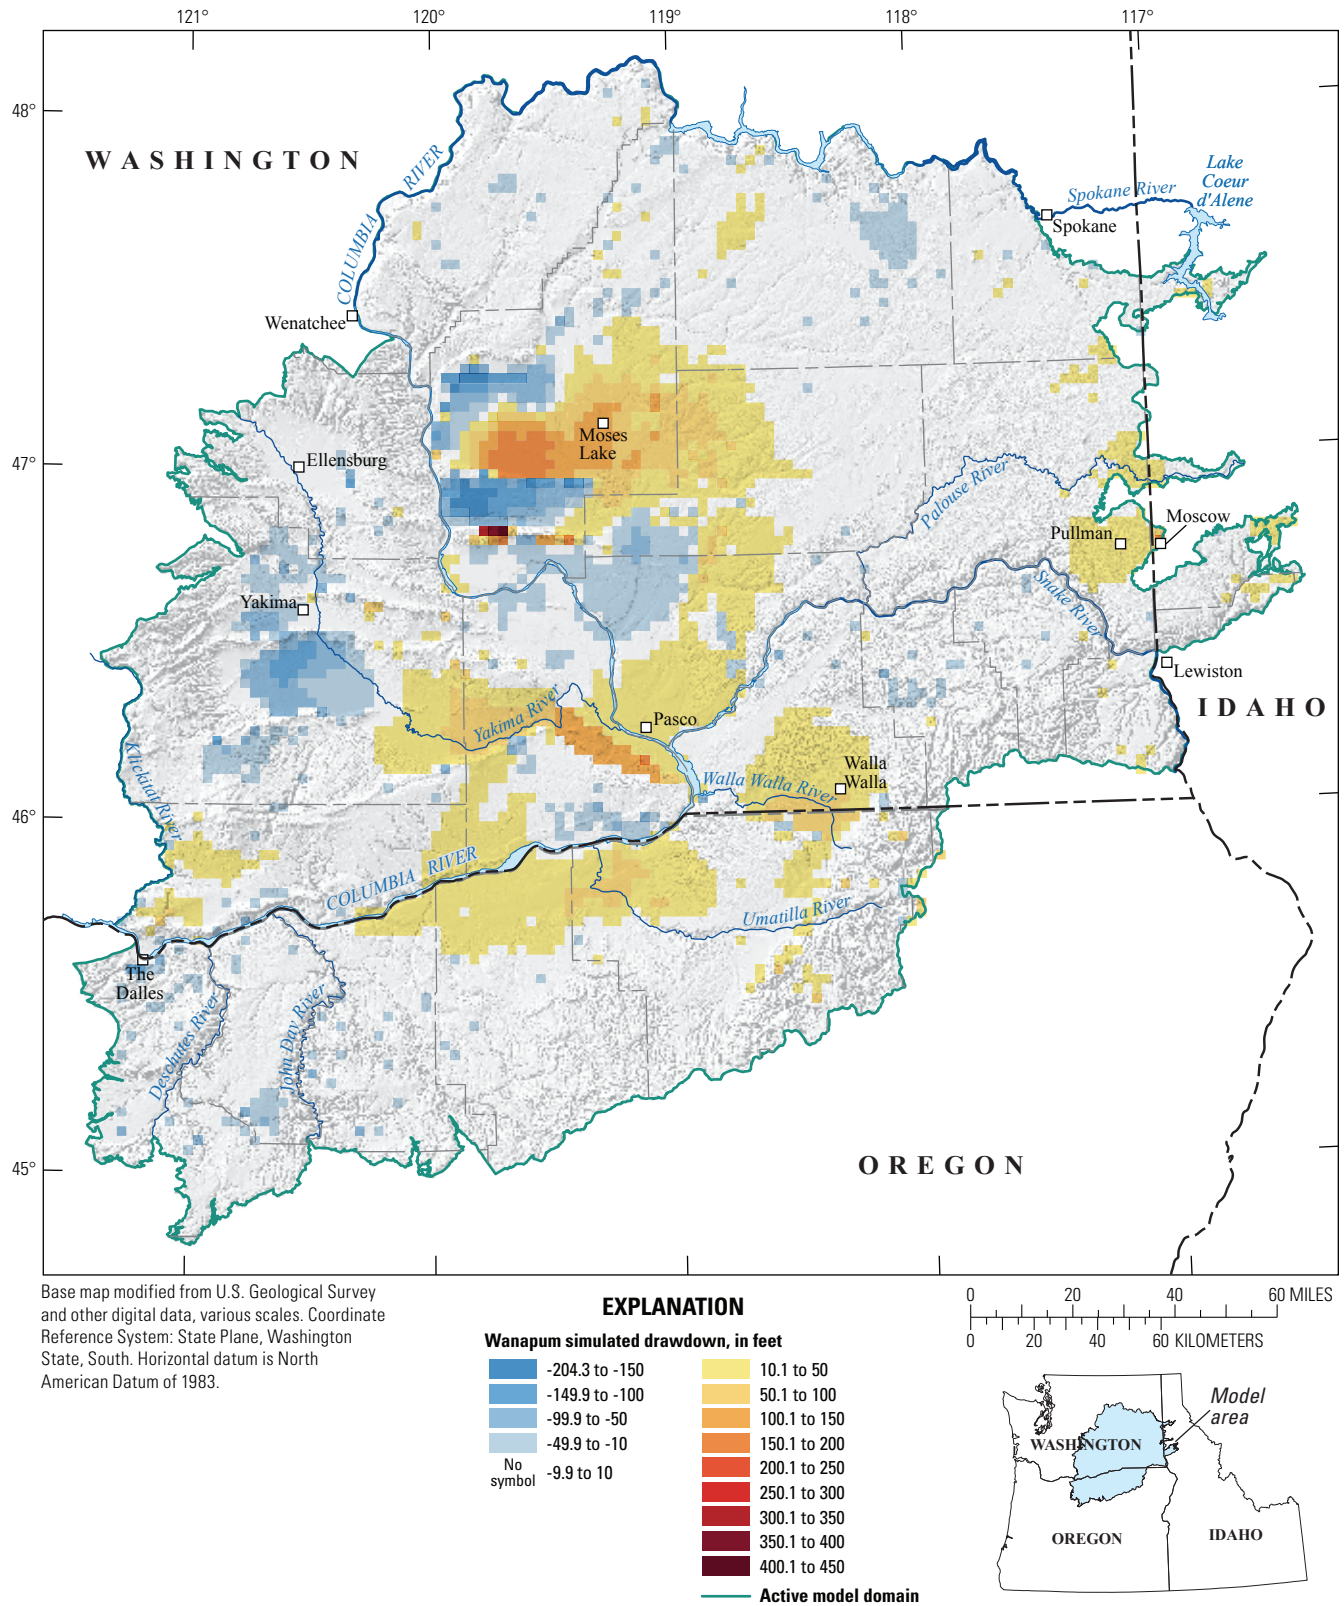 121°
120°
119°
118°
117°
48°
47°
46°
45°
WASHINGTON
COLUMBIA RIVER
Lake
Coeur
d'Alene
Spokane River
Spokane
Wenatchee
Moses
Lake
Ellensburg
Palouse River
Pullman
Moscow
Yakima
Snake River
Lewiston
IDAHO
Yakima River
Pasco
Klickitat River
Walla
Walla
Walla Walla River
COLUMBIA RIVER
Umatilla River
The
Dalles
Deschutes River
John Day River
OREGON
Base map modified from U.S. Geological Survey
and other digital data, various scales. Coordinate
Reference System: State Plane, Washington
State, South. Horizontal datum is North
American Datum of 1983.
EXPLANATION
Wanapum simulated drawdown, in feet
-204.3 to -150
-149.9 to -100
-99.9 to -50
-49.9 to -10
No
symbol
-9.9 to 10
10.1 to 50
50.1 to 100
100.1 to 150
150.1 to 200
200.1 to 250
250.1 to 300
300.1 to 350
350.1 to 400
400.1 to 450
Active model domain
0 20 40 60 MILES
0 20 40 60 KILOMETERS
Model
area
WASHINGTON
OREGON
IDAHO